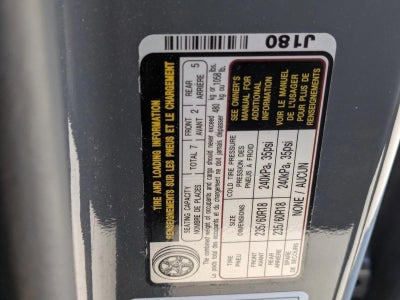 J180
TIRE AND LOADING INFORMATION
RENSEIGNEMENTS SUR LES PNEUS ET LE CHARGEMENT
SEATING CAPACITY
NOMBRE DE PLACES
TOTAL 7
FRONT 2
AVANT
REAR 5
ARRIÈRE
The combined weight of occupants and cargo should never exceed 480 kg or 1058 lbs.
Le poids total des occupants et du chargement ne doit jamais dépasser 480 kg or 1058 lb.
TIRE
PNEU
SIZE
DIMENSIONS
COLD TIRE PRESSURE
PRESSION DES
PNEUS À FROID
SEE OWNER'S
MANUAL FOR
ADDITIONAL
INFORMATION
VOIR LE MANUEL
DE L'USAGER
POUR PLUS DE
RENSEIGNEMENTS
FRONT
AVANT
235/60R18
240kPa, 35psi
REAR
ARRIÈRE
235/60R18
240kPa, 35psi
SPARE
DE SECOURS
NONE / AUCUN